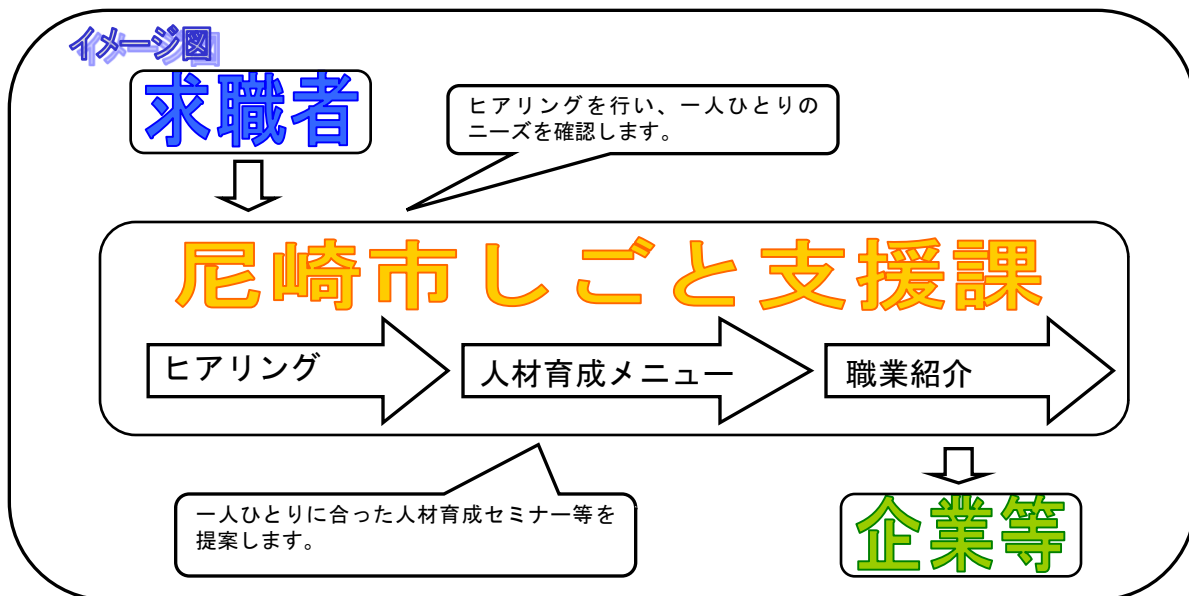 イメージ図
求職者
ヒアリングを行い、一人ひとりの
ニーズを確認します。
尼崎市しごと支援課
ヒアリング
人材育成メニュー
職業紹介
一人ひとりに合った人材育成セミナー等を
提案します。
企業等